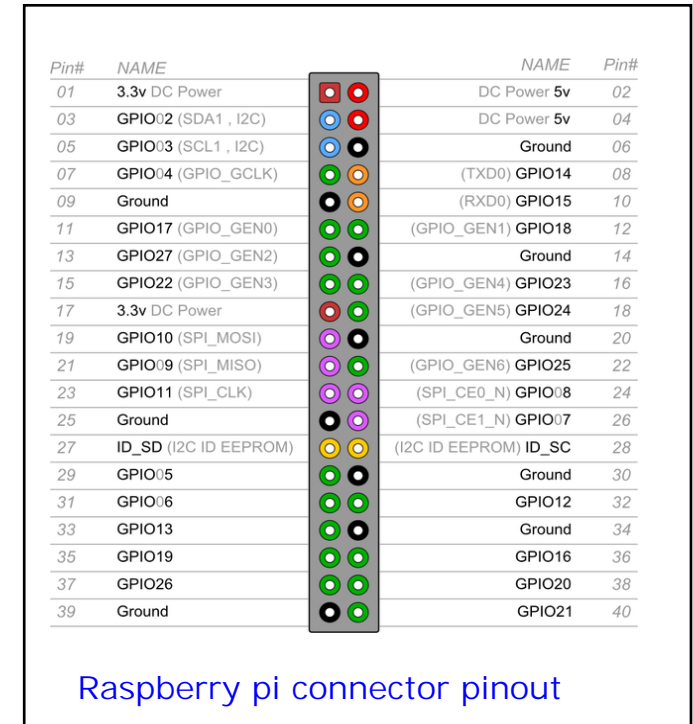 Pin# NAME NAME Pin#
01 3.3v DC Power DC Power 5v 02
03 GPIO02 (SDA1 , I2C) DC Power 5v 04
05 GPIO03 (SCL1 , I2C) Ground 06
07 GPIO04 (GPIO_GCLK) (TXD0) GPIO14 08
09 Ground (RXD0) GPIO15 10
11 GPIO17 (GPIO_GEN0) (GPIO_GEN1) GPIO18 12
13 GPIO27 (GPIO_GEN2) Ground 14
15 GPIO22 (GPIO_GEN3) (GPIO_GEN4) GPIO23 16
17 3.3v DC Power (GPIO_GEN5) GPIO24 18
19 GPIO10 (SPI_MOSI) Ground 20
21 GPIO09 (SPI_MISO) (GPIO_GEN6) GPIO25 22
23 GPIO11 (SPI_CLK) (SPI_CE0_N) GPIO08 24
25 Ground (SPI_CE1_N) GPIO07 26
27 ID_SD (I2C ID EEPROM) (I2C ID EEPROM) ID_SC 28
29 GPIO05 Ground 30
31 GPIO06 GPIO12 32
33 GPIO13 Ground 34
35 GPIO19 GPIO16 36
37 GPIO26 GPIO20 38
39 Ground GPIO21 40
Raspberry pi connector pinout